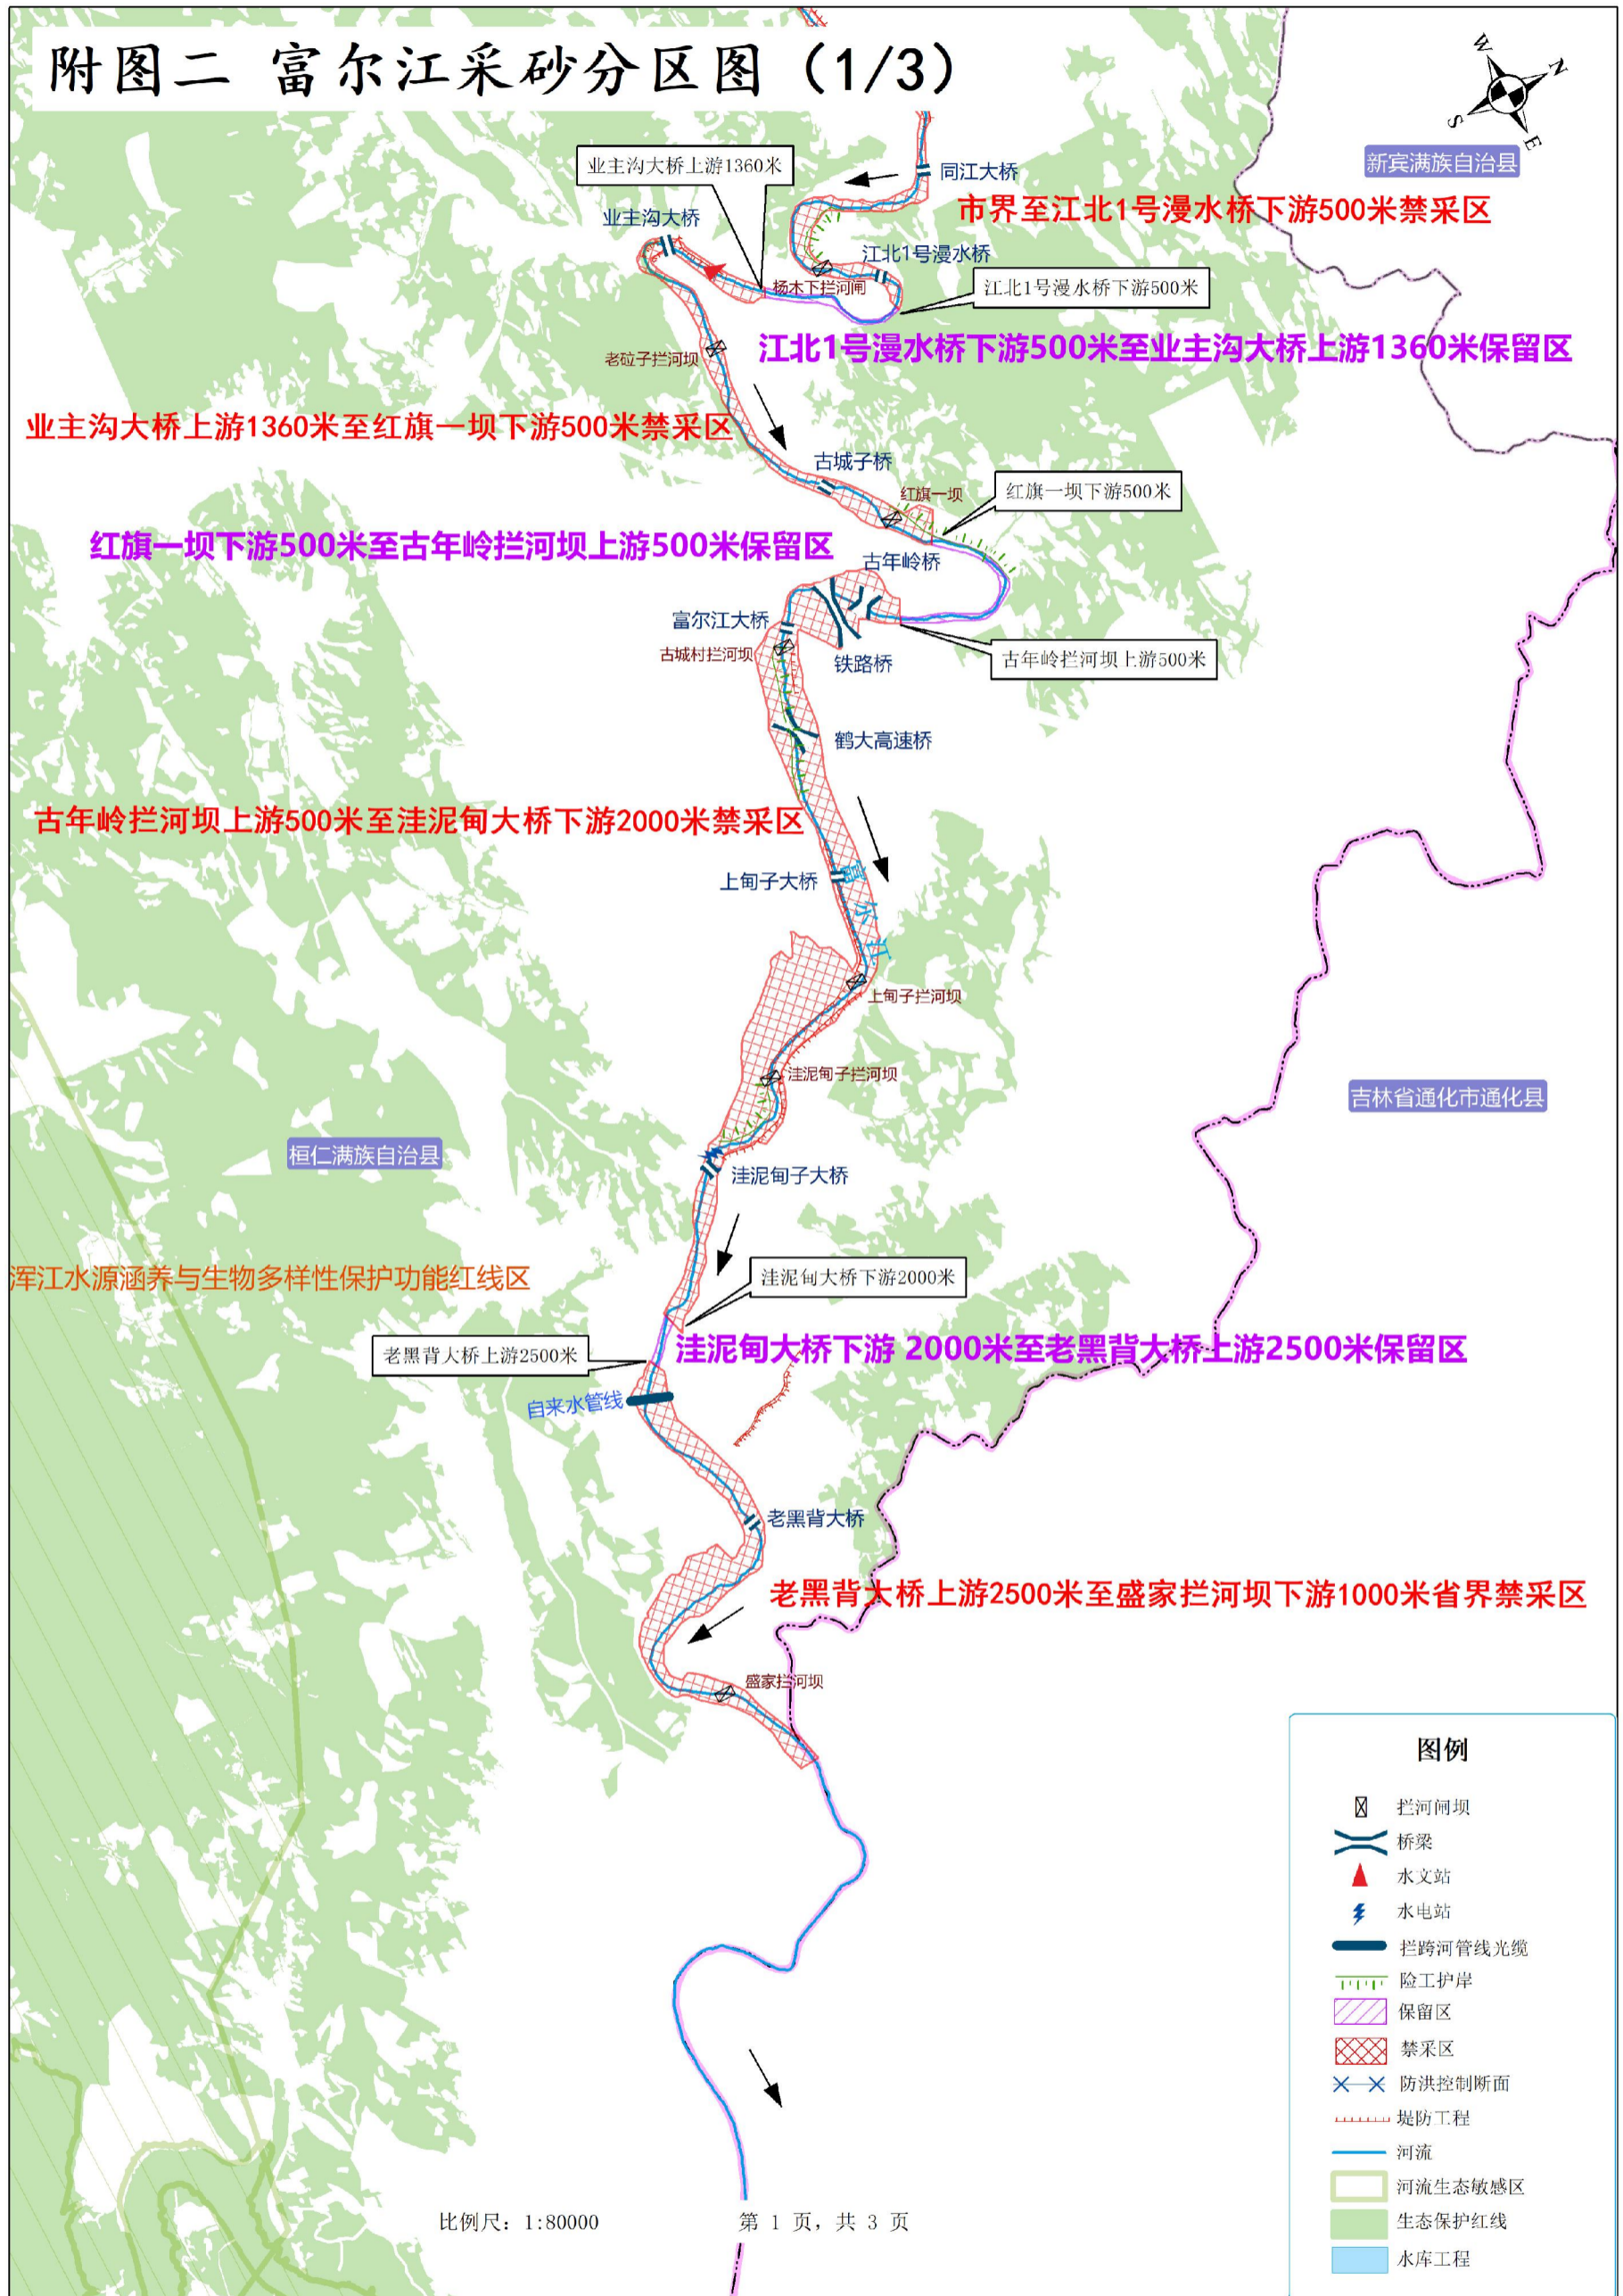 附图二 富尔江采砂分区图（1/3）
W
N
S
E
新宾满族自治县
业主沟大桥上游1360米
同江大桥
市界至江北1号漫水桥下游500米禁采区
业主沟大桥
江北1号漫水桥
杨木下拦河闸
江北1号漫水桥下游500米
江北1号漫水桥下游500米至业主沟大桥上游1360米保留区
老砬子拦河坝
业主沟大桥上游1360米至红旗一坝下游500米禁采区
古城子桥
红旗一坝
红旗一坝下游500米
红旗一坝下游500米至古年岭拦河坝上游500米保留区
古年岭桥
富尔江大桥
古城村拦河坝
铁路桥
古年岭拦河坝上游500米
鹤大高速桥
古年岭拦河坝上游500米至洼泥甸大桥下游2000米禁采区
上甸子大桥
富尔江
上甸子拦河坝
洼泥甸子拦河坝
吉林省通化市通化县
桓仁满族自治县
洼泥甸子大桥
浑江水源涵养与生物多样性保护功能红线区
洼泥甸大桥下游2000米
老黑背大桥上游2500米
洼泥甸大桥下游 2000米至老黑背大桥上游2500米保留区
自来水管线
老黑背大桥
老黑背大桥上游2500米至盛家拦河坝下游1000米省界禁采区
盛家拦河坝
图例
拦河闸坝
桥梁
水文站
水电站
拦跨河管线光缆
险工护岸
保留区
禁采区
防洪控制断面
堤防工程
河流
河流生态敏感区
生态保护红线
水库工程
比例尺：1:80000
第 1 页，共 3 页